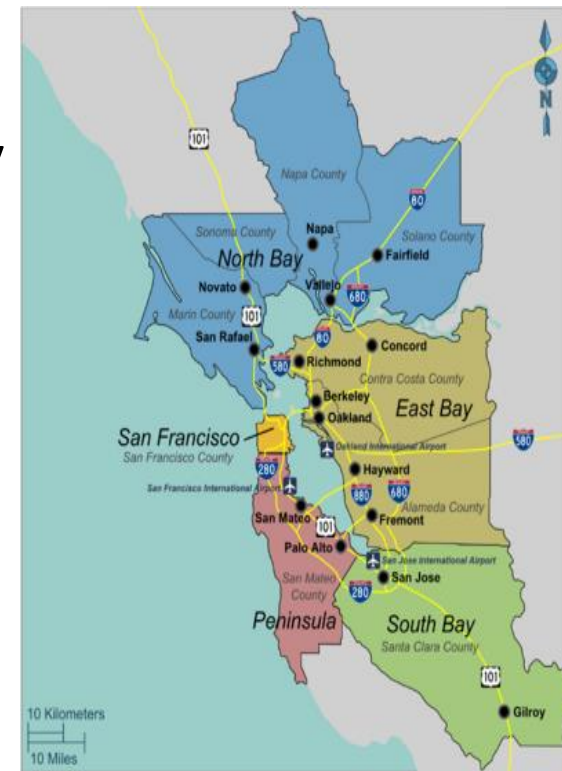 N
101
Napa County
80
Sonoma County
Napa
Solano County
North Bay
Fairfield
Novato
Vallejo
680
Marin County
101
80
San Rafael
Concord
580
Richmond
Contra Costa County
Berkeley
East Bay
Oakland
San Francisco
Oakland International Airport
580
San Francisco County
280
Hayward
San Francisco International Airport
880
680
Alameda County
San Mateo
101
Fremont
Palo Alto
San Jose International Airport
San Mateo
County
280
San Jose
Peninsula
South Bay
Santa Clara County
101
10 Kilometers
Gilroy
10 Miles